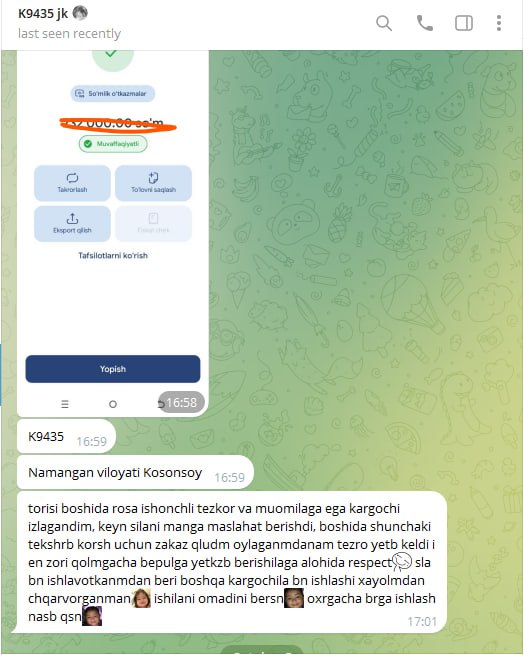 K9435 jk
last seen recently
So'mlik o'tkazmalar
Muvaffaqiyatli
Takrorlash
To'lovni saqlash
Eksport qilish
Tafsilotlarni ko'rish
Yopish
16:58
K9435 16:59
Namangan viloyati Kosonsoy 16:59
torisi boshida rosa ishonchli tezkor va muomilaga ega kargochi
izlagandim, keyn silani manga maslahat berishdi, boshida shunchaki
tekshrb korsh uchun zakaz qludm oylaganmdanam tezro yetb keldi i
en zori qolmgacha bepulga yetkzb berishilaga alohida respect sla
bn ishlavotkanmdan beri boshqa kargochila bn ishlashi xayolmdan
chqarvorganman ishilani omadini bersn oxrgacha brga ishlash
nasb qsn
17:01